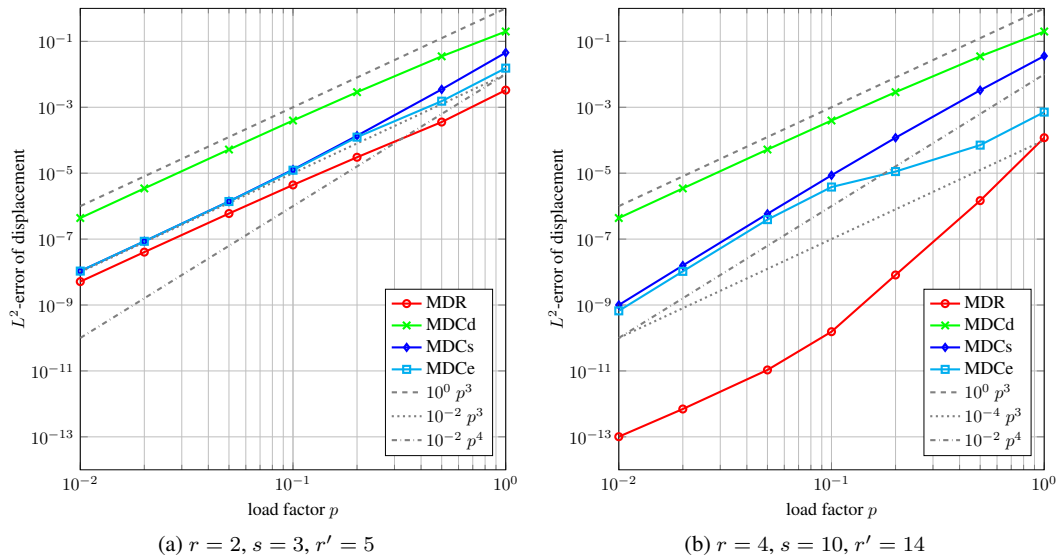 10^{-1}
10^{-3}
10^{-5}
10^{-7}
10^{-9}
10^{-11}
10^{-13}
L^2-error of displacement
MDR
MDCd
MDCs
MDCe
10^0 p^3
10^{-2} p^3
10^{-2} p^4
10^{-2} 10^{-1} 10^0
load factor p
(a) r = 2, s = 3, r′ = 5
10^{-1}
10^{-3}
10^{-5}
10^{-7}
10^{-9}
10^{-11}
10^{-13}
L^2-error of displacement
MDR
MDCd
MDCs
MDCe
10^0 p^3
10^{-4} p^3
10^{-2} p^4
10^{-2} 10^{-1} 10^0
load factor p
(b) r = 4, s = 10, r′ = 14